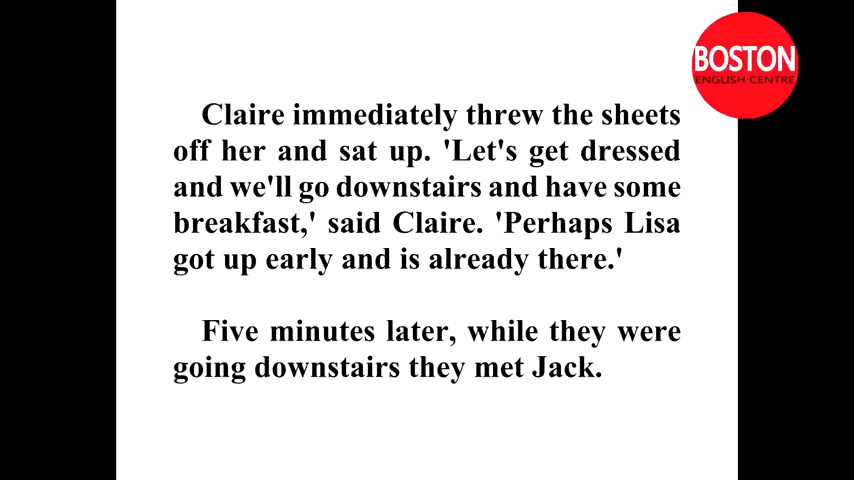 BOSTON
ENGLISH CENTRE
Claire immediately threw the sheets
off her and sat up. 'Let's get dressed
and we'll go downstairs and have some
breakfast,' said Claire. 'Perhaps Lisa
got up early and is already there.'
Five minutes later, while they were
going downstairs they met Jack.